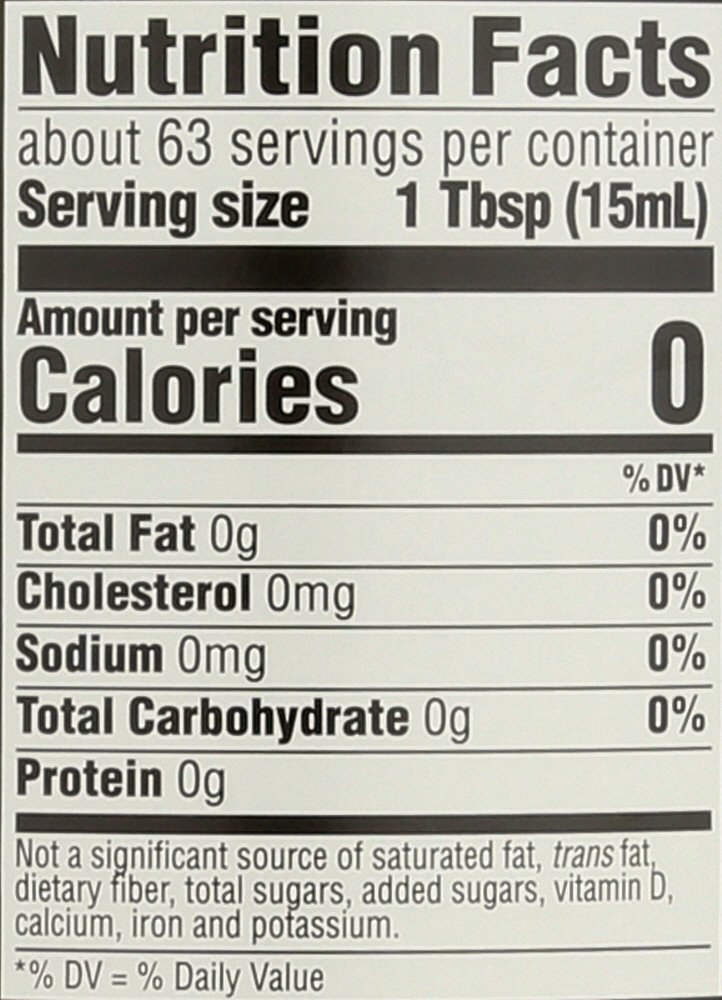 Nutrition Facts
about 63 servings per container
Serving size 1 Tbsp (15mL)
Amount per serving
Calories 0
% DV*
Total Fat 0g 0%
Cholesterol 0mg 0%
Sodium 0mg 0%
Total Carbohydrate 0g 0%
Protein 0g
Not a significant source of saturated fat, trans fat,
dietary fiber, total sugars, added sugars, vitamin D,
calcium, iron and potassium.
*% DV = % Daily Value